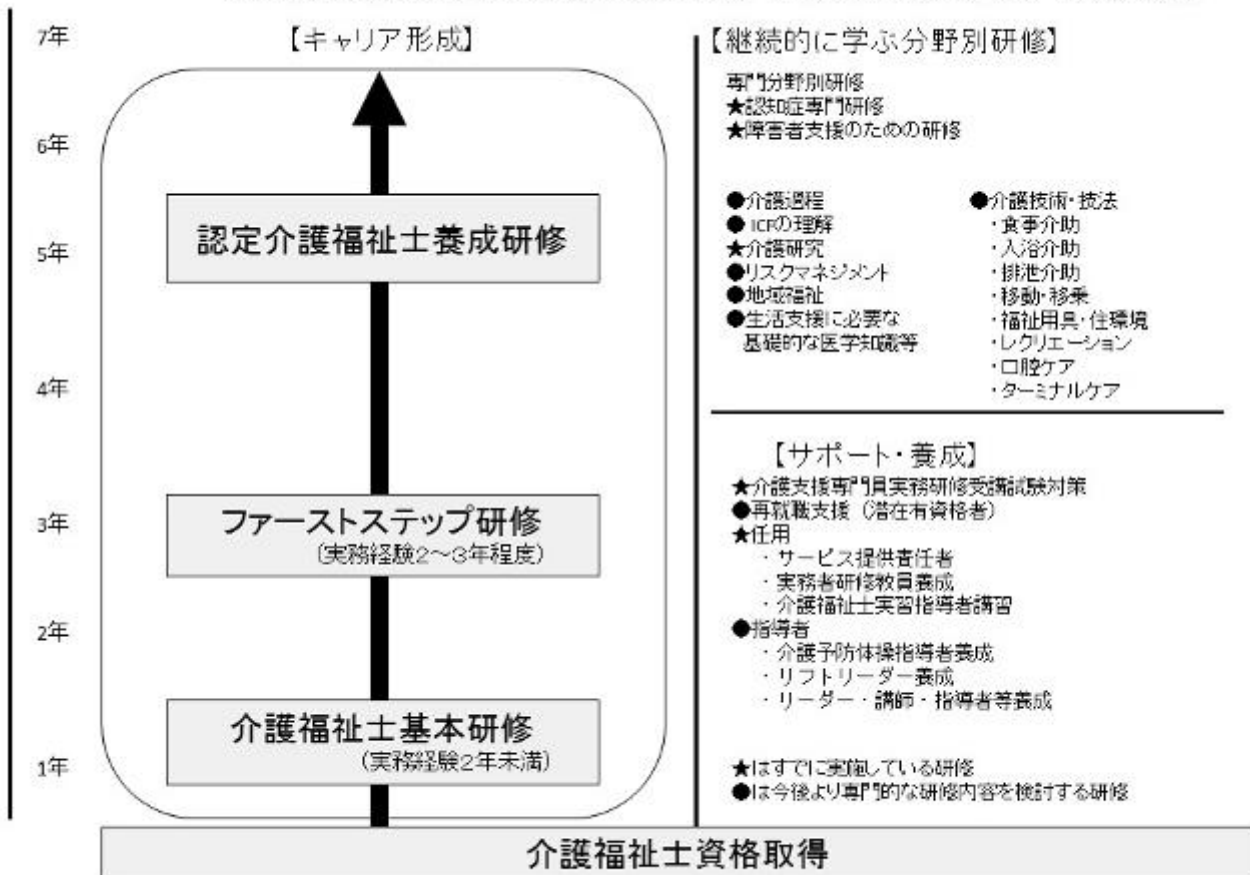 7年
6年
5年
4年
3年
2年
1年
【キャリア形成】
認定介護福祉士養成研修
ファーストステップ研修
(実務経験2～3年程度)
介護福祉士基本研修
(実務経験2年未満)
【継続的に学ぶ分野別研修】
専門分野別研修
★認知症専門研修
★障害者支援のための研修
●介護過程
●ICFの理解
★介護研究
●リスクマネジメント
●地域福祉
●生活支援に必要な
基礎的な医学知識等
●介護技術・技法
・食事介助
・入浴介助
・排泄介助
・移動・移乗
・福祉用具・住環境
・レクリエーション
・口腔ケア
・ターミナルケア
【サポート・養成】
★介護支援専門員実務研修受講試験対策
●再就職支援（潜在有資格者）
★任用
・サービス提供責任者
・実務者研修教員養成
・介護福祉士実習指導者講習
●指導者
・介護予防体操指導者養成
・リフトリーダー養成
・リーダー・講師・指導者等養成
★はすでに実施している研修
●は今後より専門的な研修内容を検討する研修
介護福祉士資格取得